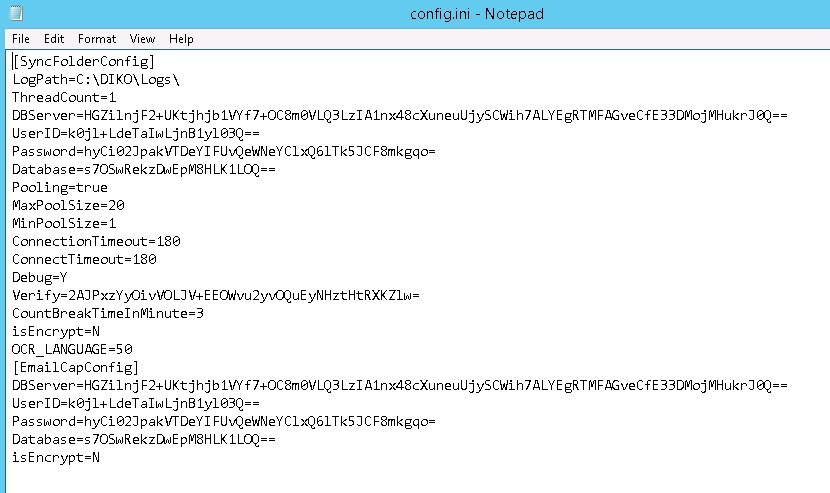 config.ini - Notepad
File Edit Format View Help
[SyncFolderConfig]
LogPath=C:\DIKO\Logs\
ThreadCount=1
DBServer=HGZilnjF2+UKtjhjb1VYf7+OC8m0VLQ3LzIA1nx48cXuneuUjySCWih7ALYEgRTMFAGveCfE33DMojMHukrJ0Q==
UserID=k0jl+LdeTaIwLjnB1yl03Q==
Password=hyCi02JpakVTDeYIFUvQeWNeYClxQ6lTk5JCF8mkgqo=
Database=s7OSwRekzDwEpM8HLK1LOQ==
Pooling=true
MaxPoolSize=20
MinPoolSize=1
ConnectionTimeout=180
ConnectTimeout=180
Debug=Y
Verify=2AJPxzYyOivVOLJV+EEOWvu2yvOQuEyNHztHtRXKZlw=
CountBreakTimeInMinute=3
isEncrypt=N
OCR_LANGUAGE=50
[EmailCapConfig]
DBServer=HGZilnjF2+UKtjhjb1VYf7+OC8m0VLQ3LzIA1nx48cXuneuUjySCWih7ALYEgRTMFAGveCfE33DMojMHukrJ0Q==
UserID=k0jl+LdeTaIwLjnB1yl03Q==
Password=hyCi02JpakVTDeYIFUvQeWNeYClxQ6lTk5JCF8mkgqo=
Database=s7OSwRekzDwEpM8HLK1LOQ==
isEncrypt=N